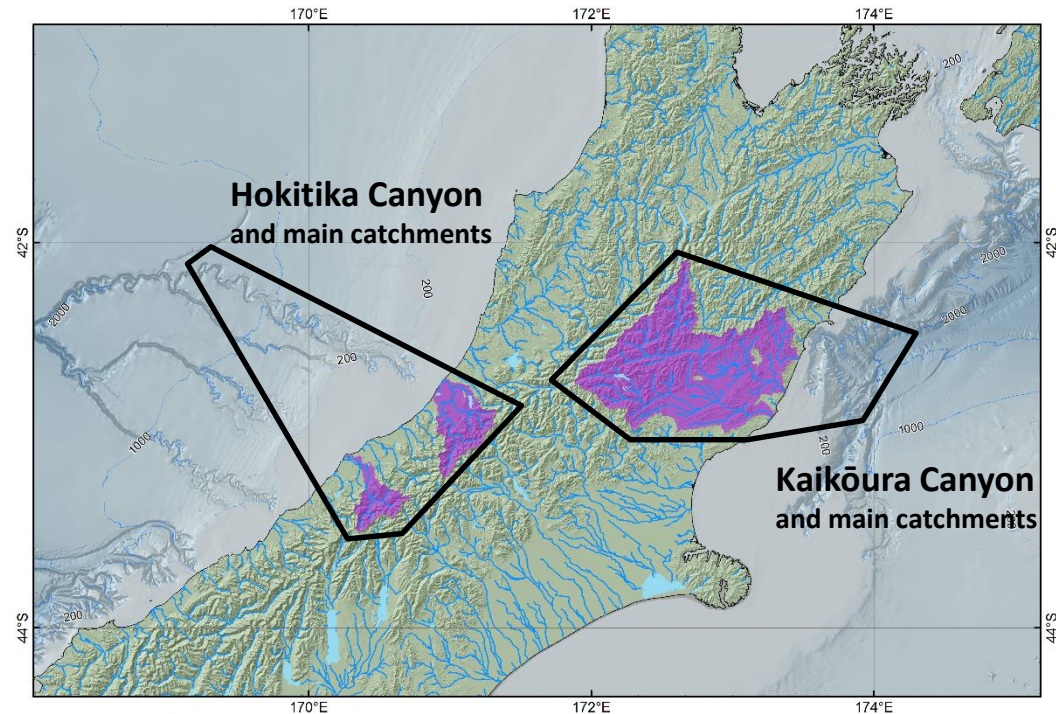 170°E 172°E 174°E
200
Hokitika Canyon
and main catchments
42°S
42°S
2000
200
2000
200
1000
1000
200
Kaikōura Canyon
and main catchments
200
44°S
44°S
170°E 172°E 174°E